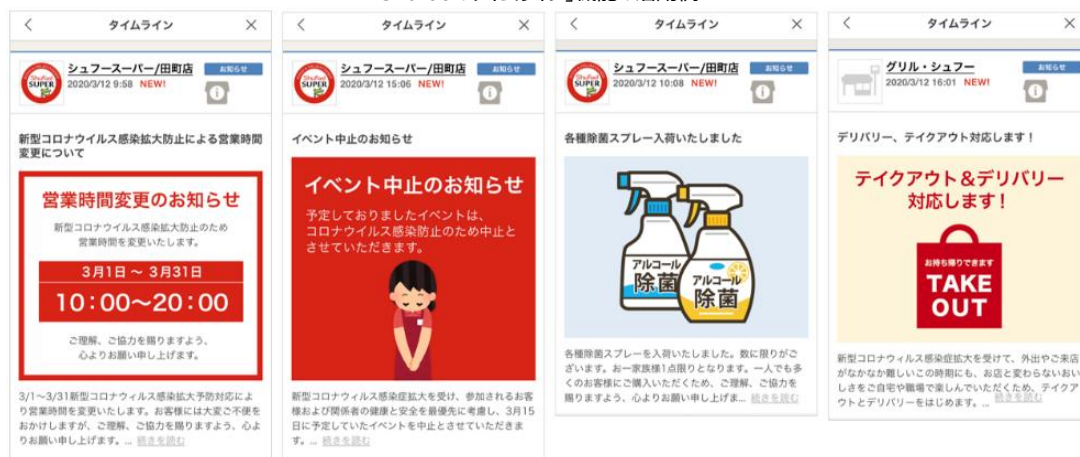 タイムライン
シュフースーパー/田町店
お知らせ
2020/3/12 9:58 NEW!
Shufoo!
SUPER
新型コロナウイルス感染拡大防止による営業時間
変更について
営業時間変更のお知らせ
新型コロナウイルス感染拡大防止のため
営業時間を変更いたします。
3月1日 ~ 3月31日
10:00~20:00
ご理解、ご協力を賜りますよう、
心よりお願い申し上げます。
3/1~3/31新型コロナウィルス感染拡大予防対応によ
り営業時間を変更いたします。お客様には大変ご不便を
おかけしますが、ご理解、ご協力を賜りますよう、心よ
りお願い申し上げます。... 続きを読む
タイムライン
シュフースーパー/田町店
お知らせ
2020/3/12 15:06 NEW!
Shufoo!
SUPER
イベント中止のお知らせ
イベント中止のお知らせ
予定しておりましたイベントは、
コロナウイルス感染防止のため中止と
させていただきます。
新型コロナウィルス感染症拡大を受け、参加されるお客
様および関係者の健康と安全を最優先に考慮し、3月15
日に予定していたイベントを中止とさせていただきま
す。... 続きを読む
タイムライン
シュフースーパー/田町店
お知らせ
2020/3/12 10:08 NEW!
Shufoo!
SUPER
各種除菌スプレー入荷いたしました
アルコール
除菌
アルコール
除菌
各種除菌スプレーを入荷いたしました。数に限りがご
ざいます。お一家族様1点限りとなります。一人でも多
くのお客様にご購入いただくため、ご理解、ご協力を
賜りますよう、心よりお願い申し上げま... 続きを読む
タイムライン
グリル・シュフー
お知らせ
2020/3/12 16:01 NEW!
デリバリー、テイクアウト対応します！
テイクアウト＆デリバリー
対応します！
お持ち帰りできます
TAKE
OUT
新型コロナウィルス感染症拡大を受けて、外出やご来店
がなかなか難しいこの時期にも、お店と変わらないおい
しさをご自宅や職場で楽しんでいただくため、テイクア
ウトとデリバリーをはじめます。... 続きを読む